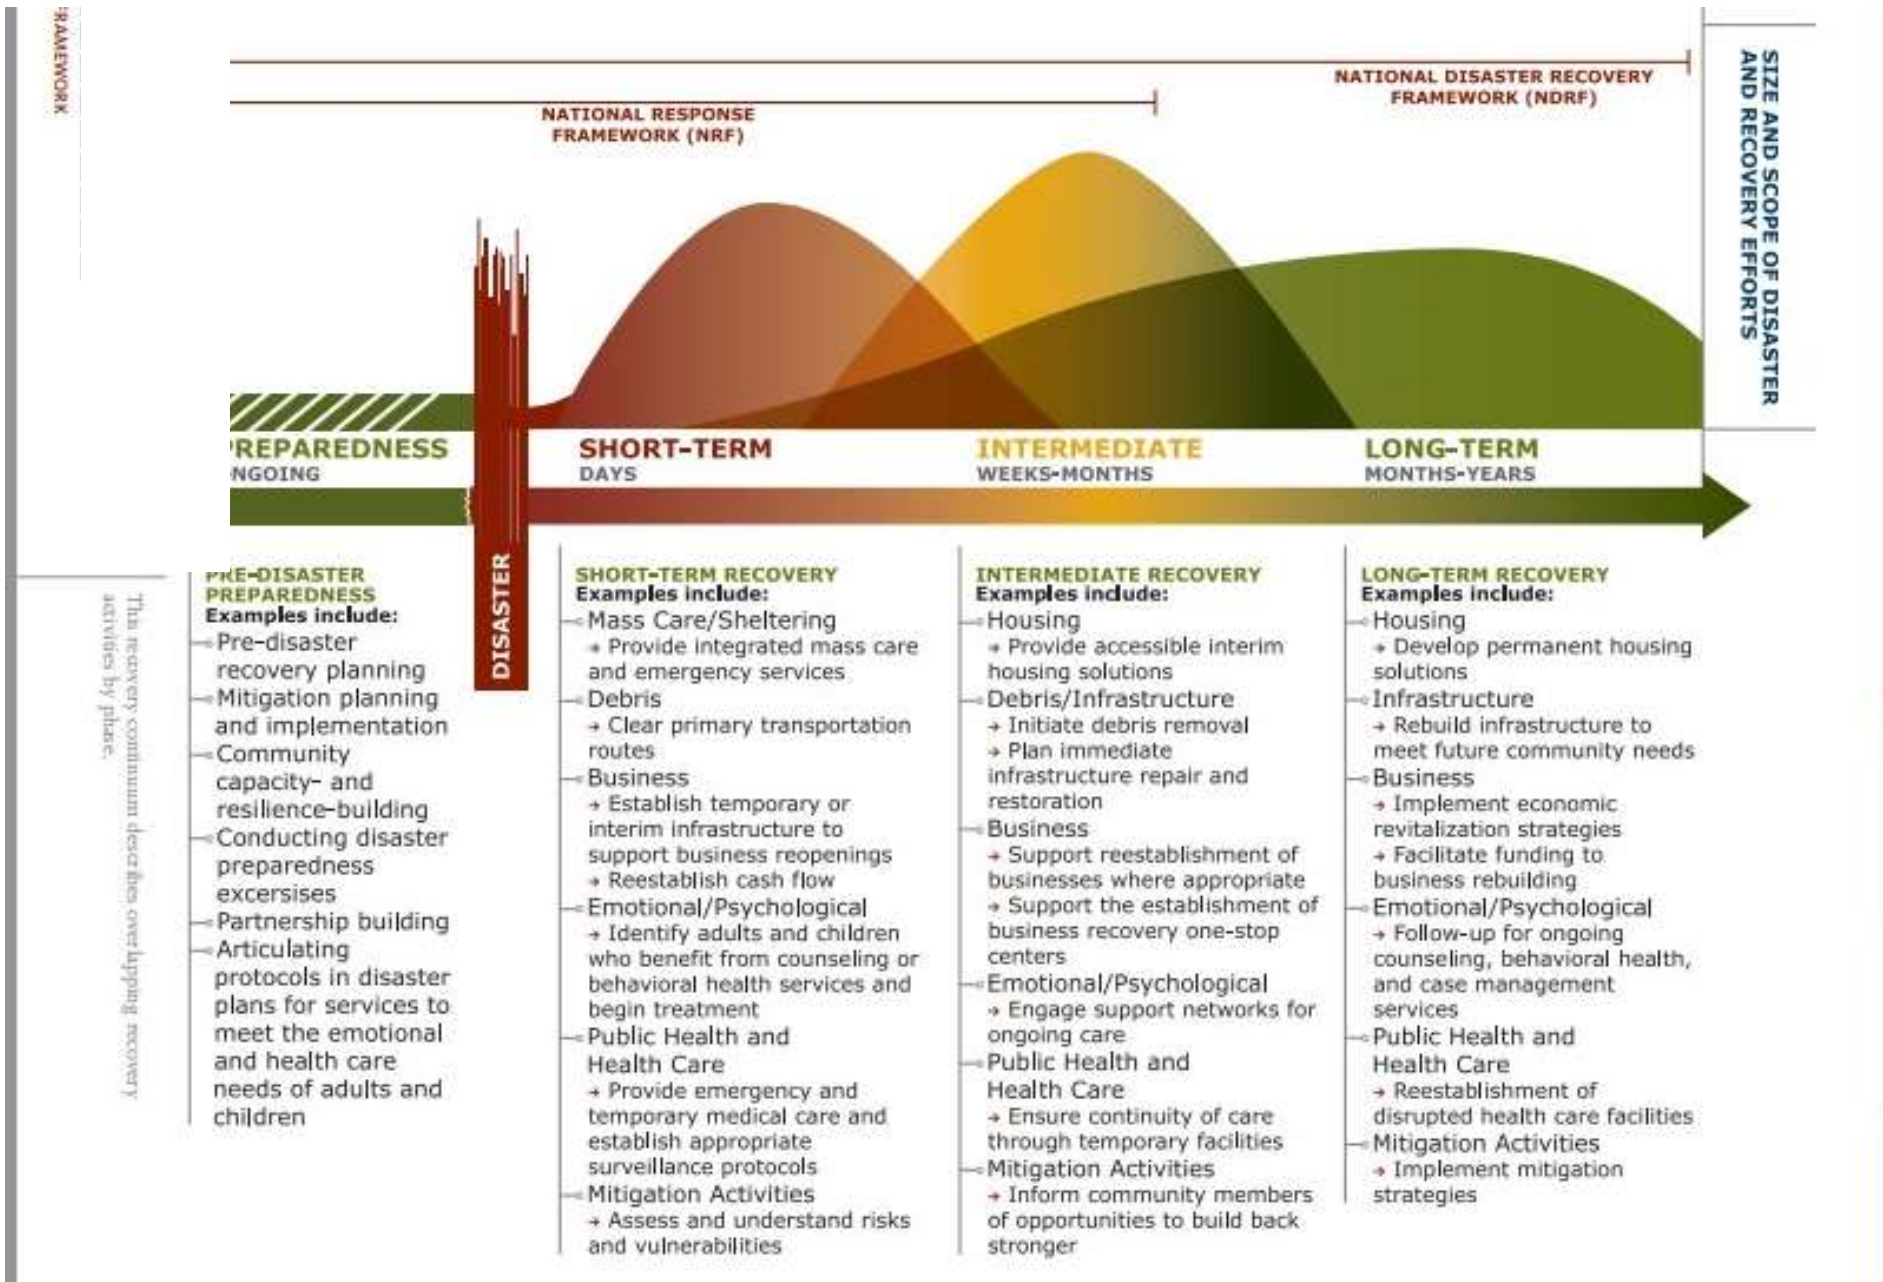 RAMEWORK
NATIONAL DISASTER RECOVERY
FRAMEWORK (NDRF)
NATIONAL RESPONSE
FRAMEWORK (NRF)
SIZE AND SCOPE OF DISASTER
AND RECOVERY EFFORTS
PREPAREDNESS
NGOING
SHORT-TERM
DAYS
INTERMEDIATE
WEEKS-MONTHS
LONG-TERM
MONTHS-YEARS
This recovery continuum describes overlapping recovery
activities by phase.
PRE-DISASTER
PREPAREDNESS
Examples include:
Pre-disaster
recovery planning
Mitigation planning
and implementation
Community
capacity- and
resilience-building
Conducting disaster
preparedness
excersises
Partnership building
Articulating
protocols in disaster
plans for services to
meet the emotional
and health care
needs of adults and
children
DISASTER
SHORT-TERM RECOVERY
Examples include:
Mass Care/Sheltering
→ Provide integrated mass care
and emergency services
Debris
→ Clear primary transportation
routes
Business
→ Establish temporary or
interim infrastructure to
support business reopenings
→ Reestablish cash flow
Emotional/Psychological
→ Identify adults and children
who benefit from counseling or
behavioral health services and
begin treatment
Public Health and
Health Care
→ Provide emergency and
temporary medical care and
establish appropriate
surveillance protocols
Mitigation Activities
→ Assess and understand risks
and vulnerabilities
INTERMEDIATE RECOVERY
Examples include:
Housing
→ Provide accessible interim
housing solutions
Debris/Infrastructure
→ Initiate debris removal
→ Plan immediate
infrastructure repair and
restoration
Business
→ Support reestablishment of
businesses where appropriate
→ Support the establishment of
business recovery one-stop
centers
Emotional/Psychological
→ Engage support networks for
ongoing care
Public Health and
Health Care
→ Ensure continuity of care
through temporary facilities
Mitigation Activities
→ Inform community members
of opportunities to build back
stronger
LONG-TERM RECOVERY
Examples include:
Housing
→ Develop permanent housing
solutions
Infrastructure
→ Rebuild infrastructure to
meet future community needs
Business
→ Implement economic
revitalization strategies
→ Facilitate funding to
business rebuilding
Emotional/Psychological
→ Follow-up for ongoing
counseling, behavioral health,
and case management
services
Public Health and
Health Care
→ Reestablishment of
disrupted health care facilities
Mitigation Activities
→ Implement mitigation
strategies